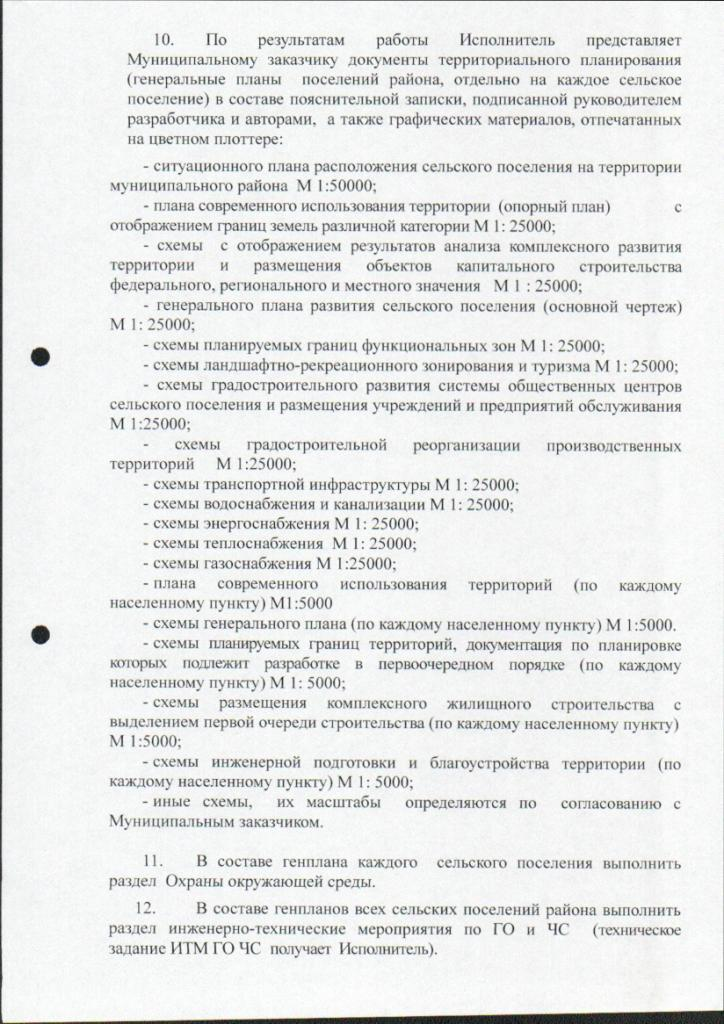 10. По результатам работы Исполнитель представляет
Муниципальному заказчику документы территориального планирования
(генеральные планы поселений района, отдельно на каждое сельское
поселение) в составе пояснительной записки, подписанной руководителем
разработчика и авторами, а также графических материалов, отпечатанных
на цветном плоттере:
- ситуационного плана расположения сельского поселения на территории
муниципального района М 1:50000;
- плана современного использования территории (опорный план) с
отображением границ земель различной категории М 1: 25000;
- схемы с отображением результатов анализа комплексного развития
территории и размещения объектов капитального строительства
федерального, регионального и местного значения М 1 : 25000;
- генерального плана развития сельского поселения (основной чертеж)
М 1: 25000;
- схемы планируемых границ функциональных зон М 1: 25000;
- схемы ландшафтно-рекреационного зонирования и туризма М 1: 25000;
- схемы градостроительного развития системы общественных центров
сельского поселения и размещения учреждений и предприятий обслуживания
М 1:25000;
- схемы градостроительной реорганизации производственных
территорий М 1:25000;
- схемы транспортной инфраструктуры М 1: 25000;
- схемы водоснабжения и канализации М 1: 25000;
- схемы энергоснабжения М 1: 25000;
- схемы теплоснабжения М 1: 25000;
- схемы газоснабжения М 1:25000;
- плана современного использования территорий (по каждому
населенному пункту) М1:5000
- схемы генерального плана (по каждому населенному пункту) М 1:5000.
- схемы планируемых границ территорий, документация по планировке
которых подлежит разработке в первоочередном порядке (по каждому
населенному пункту) М 1: 5000;
- схемы размещения комплексного жилищного строительства с
выделением первой очереди строительства (по каждому населенному пункту)
М 1:5000;
- схемы инженерной подготовки и благоустройства территории (по
каждому населенному пункту) М 1: 5000;
- иные схемы, их масштабы определяются по согласованию с
Муниципальным заказчиком.
11. В составе генплана каждого сельского поселения выполнить
раздел Охраны окружающей среды.
12. В составе генпланов всех сельских поселений района выполнить
раздел инженерно-технические мероприятия по ГО и ЧС (техническое
задание ИТМ ГО ЧС получает Исполнитель).